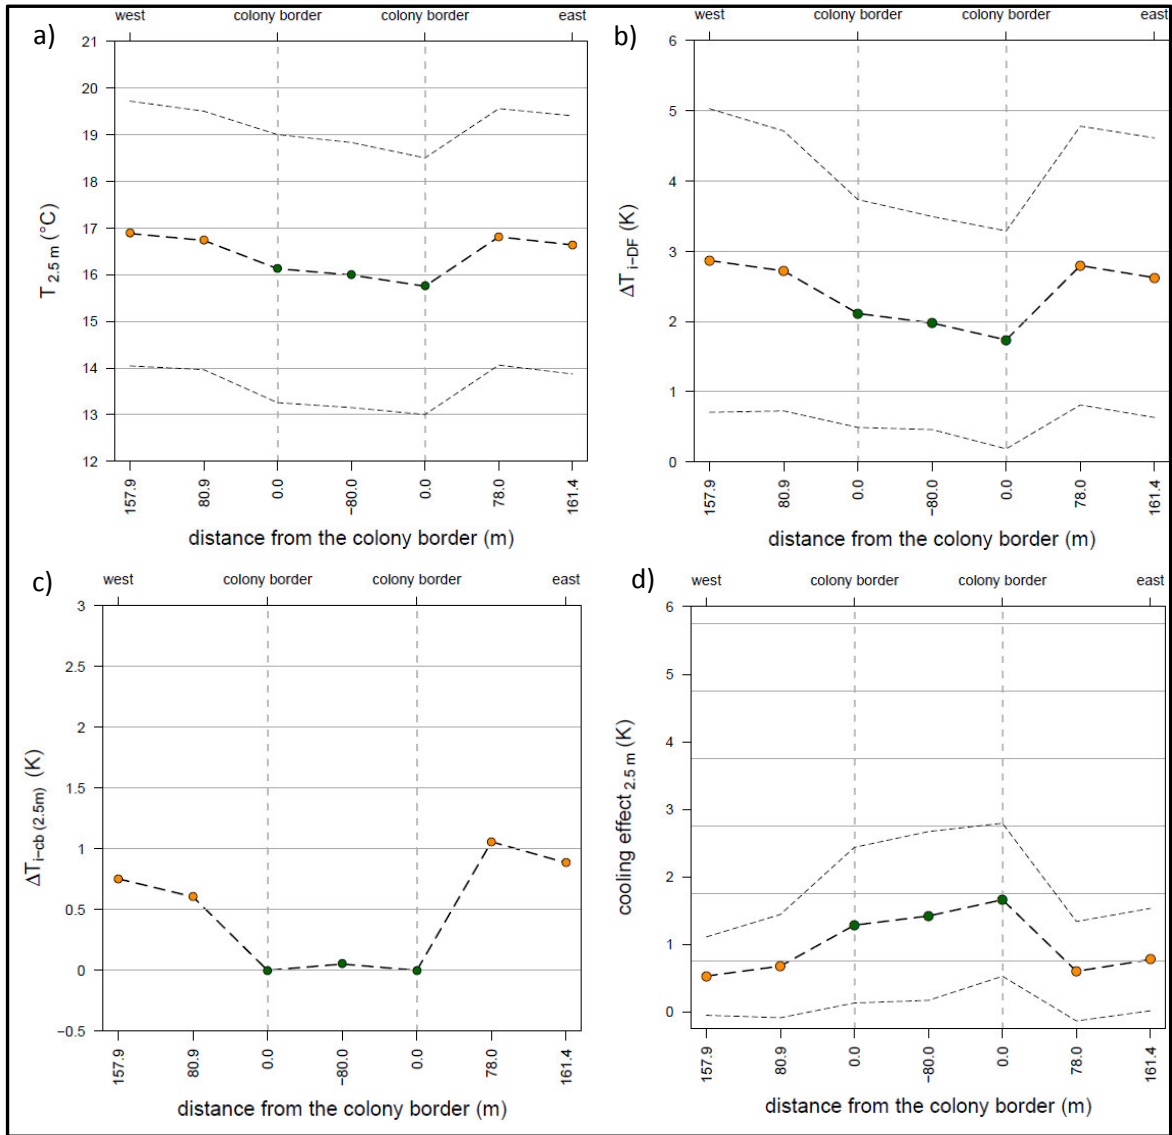 a)
west colony border colony border east
21
20
19
18
17
16
15
14
13
12
T 2.5 m (°C)
157.9 80.9 0.0 −80.0 0.0 78.0 161.4
distance from the colony border (m)
b)
west colony border colony border east
6
5
4
3
2
1
0
ΔT i−DF (K)
157.9 80.9 0.0 −80.0 0.0 78.0 161.4
distance from the colony border (m)
c)
west colony border colony border east
3
2.5
2
1.5
1
0.5
0
−0.5
ΔT i−cb (2.5m) (K)
157.9 80.9 0.0 −80.0 0.0 78.0 161.4
distance from the colony border (m)
d)
west colony border colony border east
6
5
4
3
2
1
0
cooling effect 2.5 m (K)
157.9 80.9 0.0 −80.0 0.0 78.0 161.4
distance from the colony border (m)